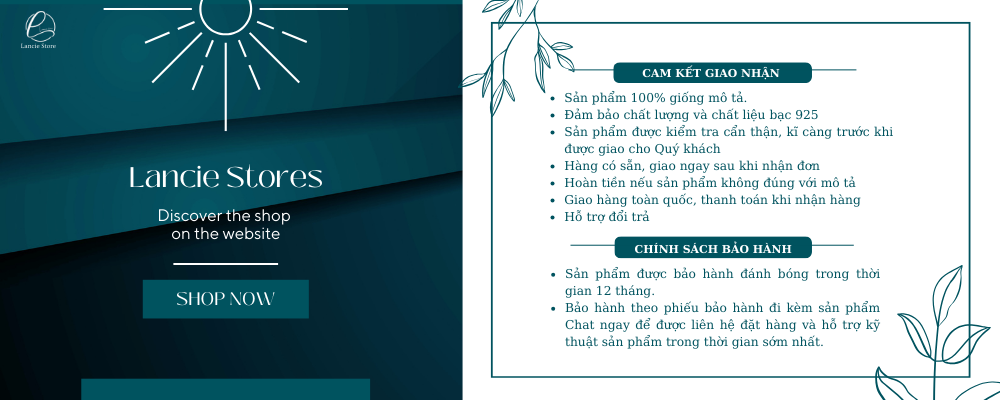 Lancie Store
Lancie Stores
Discover the shop
on the website
SHOP NOW
CAM KẾT GIAO NHẬN
Sản phẩm 100% giống mô tả.
Đảm bảo chất lượng và chất liệu bạc 925
Sản phẩm được kiểm tra cẩn thận, kĩ càng trước khi
được giao cho Quý khách
Hàng có sẵn, giao ngay sau khi nhận đơn
Hoàn tiền nếu sản phẩm không đúng với mô tả
Giao hàng toàn quốc, thanh toán khi nhận hàng
Hỗ trợ đổi trả
CHÍNH SÁCH BẢO HÀNH
Sản phẩm được bảo hành đánh bóng trong thời
gian 12 tháng.
Bảo hành theo phiếu bảo hành đi kèm sản phẩm
Chat ngay để được liên hệ đặt hàng và hỗ trợ kỹ
thuật sản phẩm trong thời gian sớm nhất.